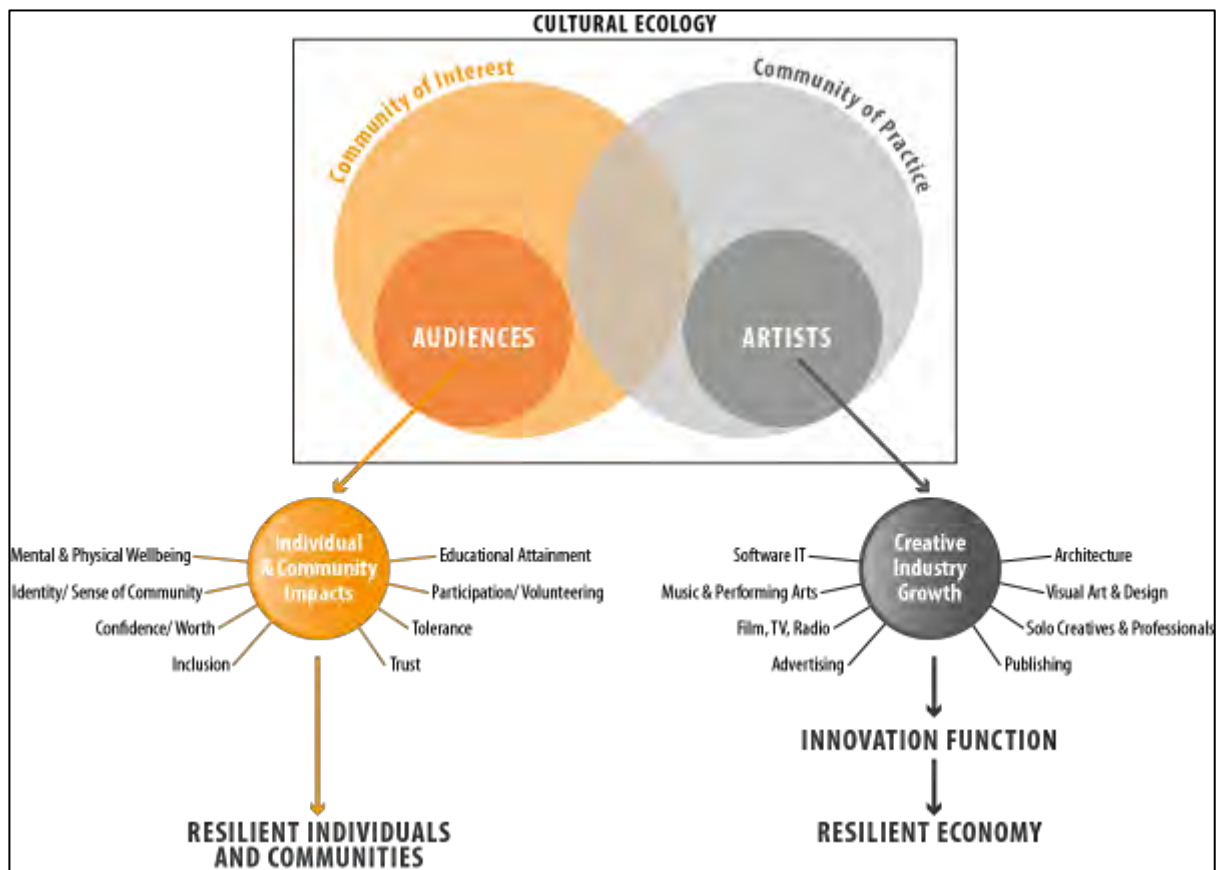 CULTURAL ECOLOGY
Community of Interest
Community of Practice
AUDIENCES
ARTISTS
Individual
& Community
Impacts
Mental & Physical Wellbeing
Identity/ Sense of Community
Confidence/ Worth
Inclusion
Educational Attainment
Participation/ Volunteering
Tolerance
Trust
RESILIENT INDIVIDUALS
AND COMMUNITIES
Creative
Industry
Growth
Software IT
Music & Performing Arts
Film, TV, Radio
Advertising
Architecture
Visual Art & Design
Solo Creatives & Professionals
Publishing
INNOVATION FUNCTION
RESILIENT ECONOMY